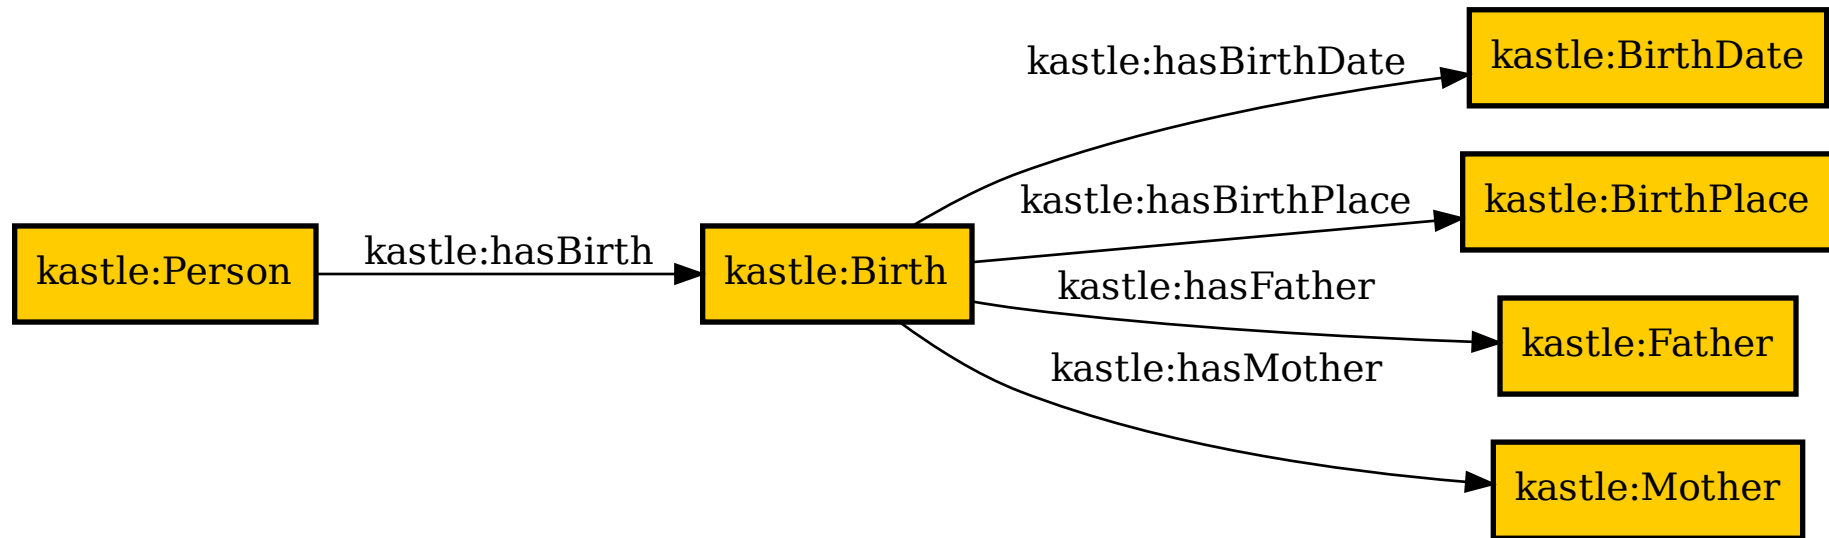 kastle:hasBirthDate
kastle:BirthDate
kastle:hasBirthPlace
kastle:BirthPlace
kastle:Person
kastle:hasBirth
kastle:Birth
kastle:hasFather
kastle:Father
kastle:hasMother
kastle:Mother